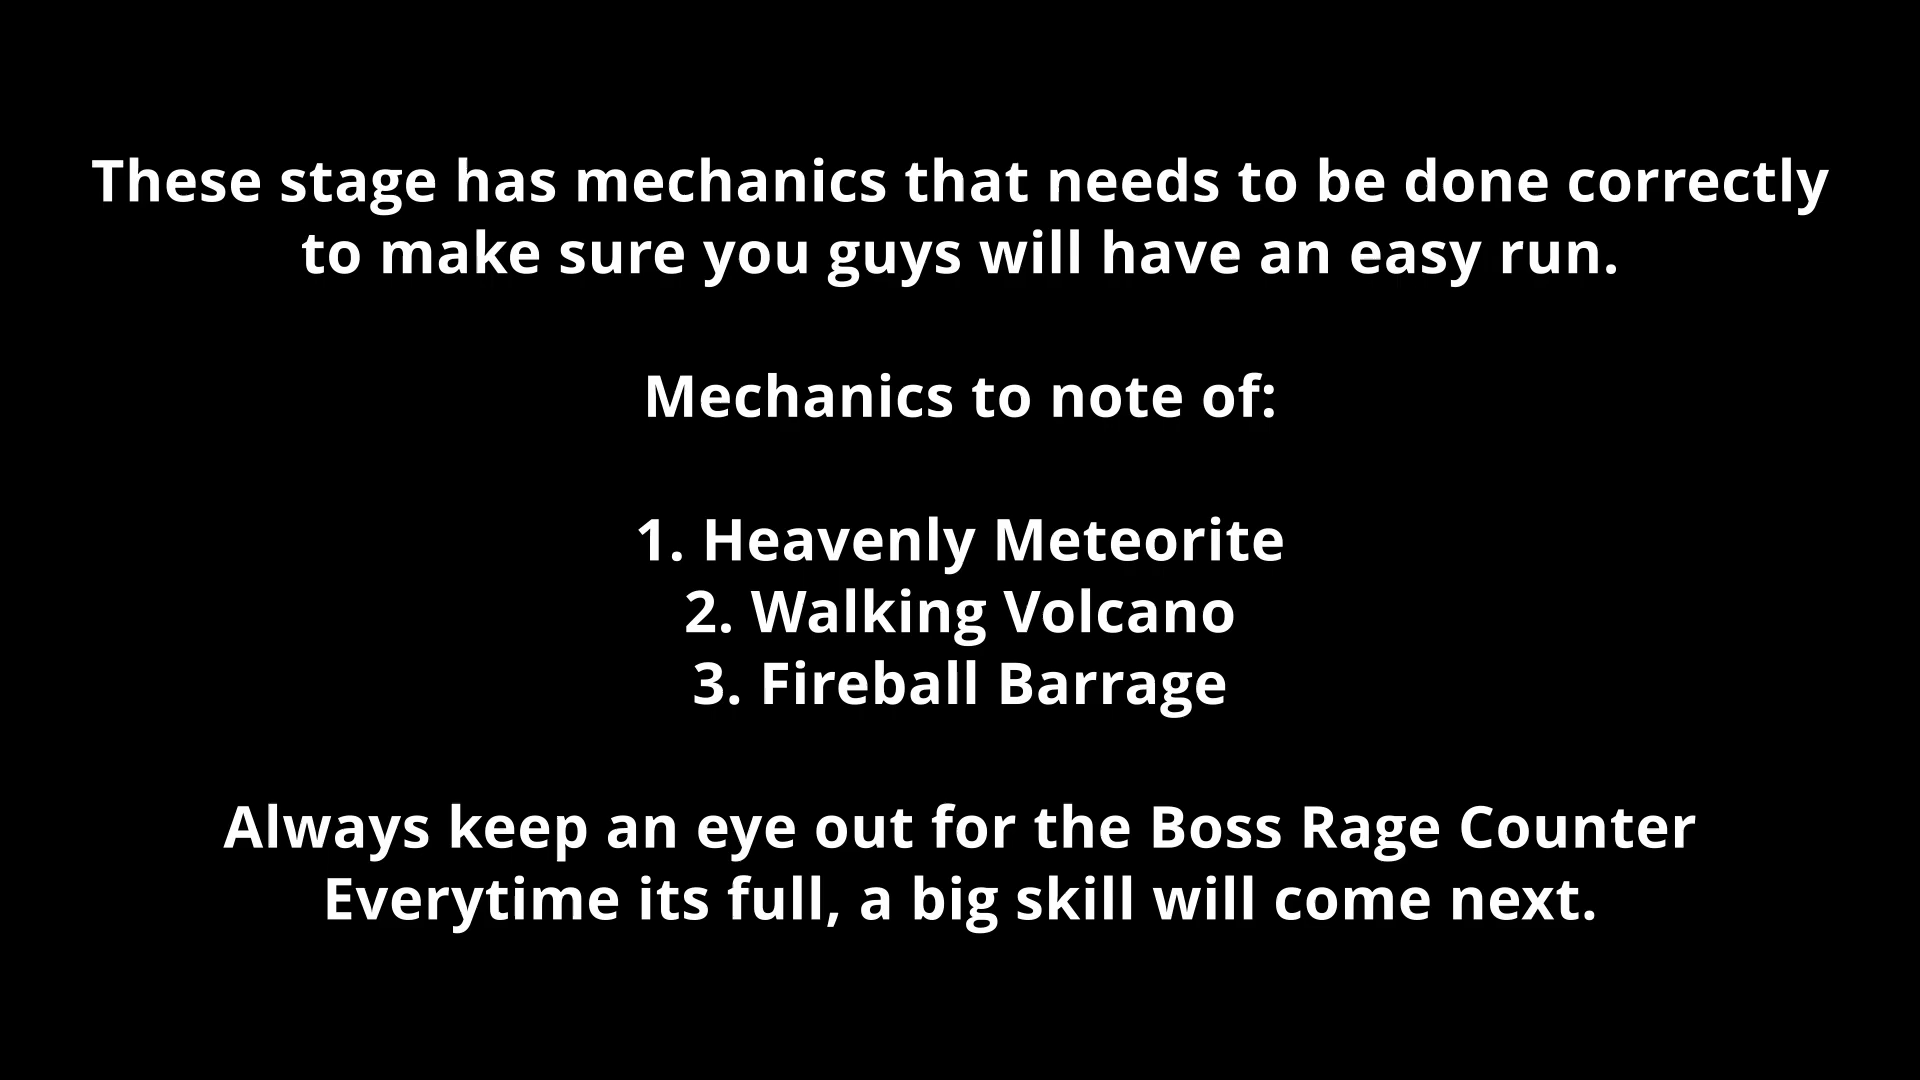 These stage has mechanics that needs to be done correctly
to make sure you guys will have an easy run.
Mechanics to note of:
1. Heavenly Meteorite
2. Walking Volcano
3. Fireball Barrage
Always keep an eye out for the Boss Rage Counter
Everytime its full, a big skill will come next.